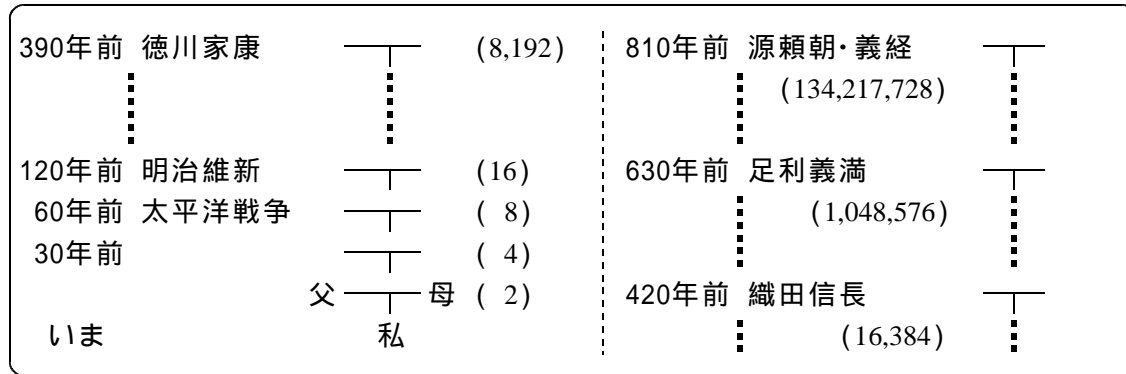 390年前 徳川家康 (8,192)
120年前 明治維新 (16)
60年前 太平洋戦争 ( 8)
30年前 ( 4)
父 母 ( 2)
いま 私
810年前 源頼朝・義経
(134,217,728)
630年前 足利義満
(1,048,576)
420年前 織田信長
(16,384)